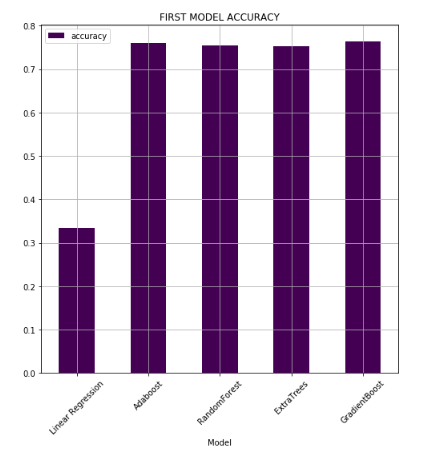 FIRST MODEL ACCURACY
accuracy
0.8
0.7
0.6
0.5
0.4
0.3
0.2
0.1
0.0
Linear Regression
Adaboost
RandomForest
ExtraTrees
GradientBoost
Model